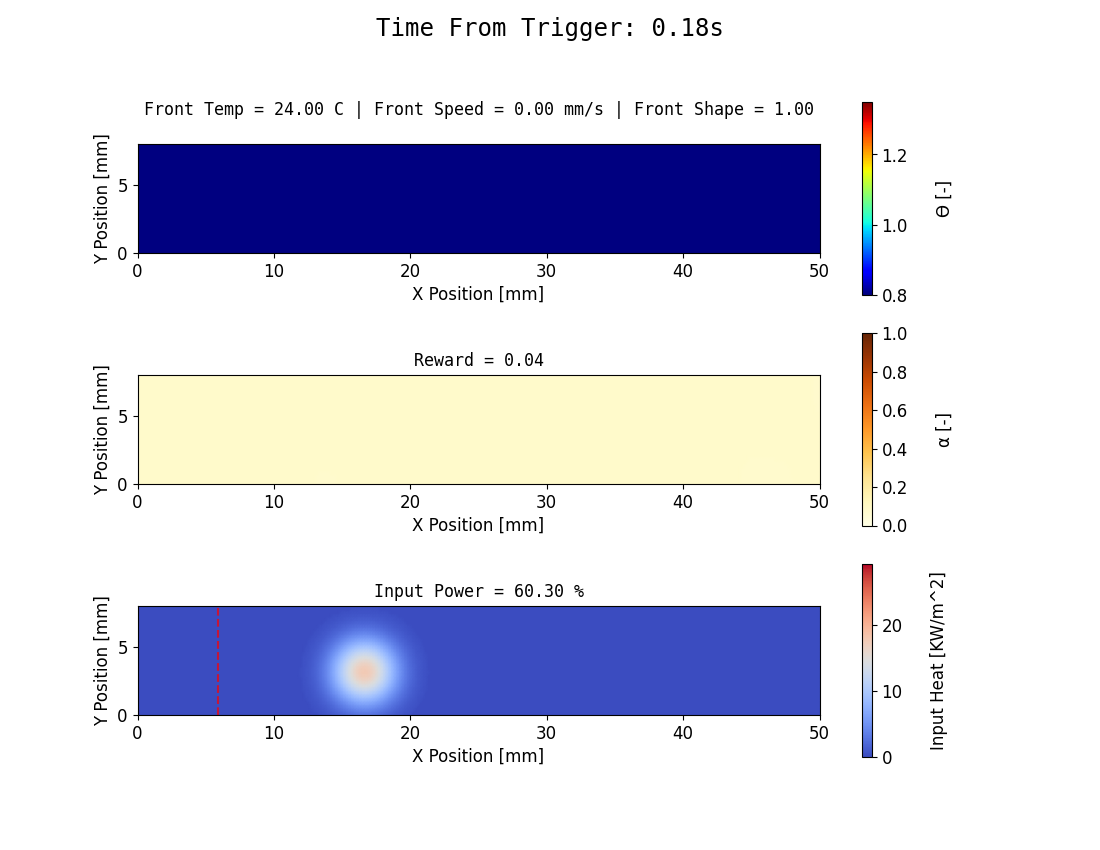 Time From Trigger: 0.18s
Front Temp = 24.00 C | Front Speed = 0.00 mm/s | Front Shape = 1.00
Y Position [mm]
5
0
0 10 20 30 40 50
X Position [mm]
1.2
1.0
0.8
ϴ [-]
Reward = 0.04
Y Position [mm]
5
0
0 10 20 30 40 50
X Position [mm]
1.0
0.8
0.6
0.4
0.2
0.0
α [-]
Input Power = 60.30 %
Y Position [mm]
5
0
0 10 20 30 40 50
X Position [mm]
20
10
0
Input Heat [KW/m^2]